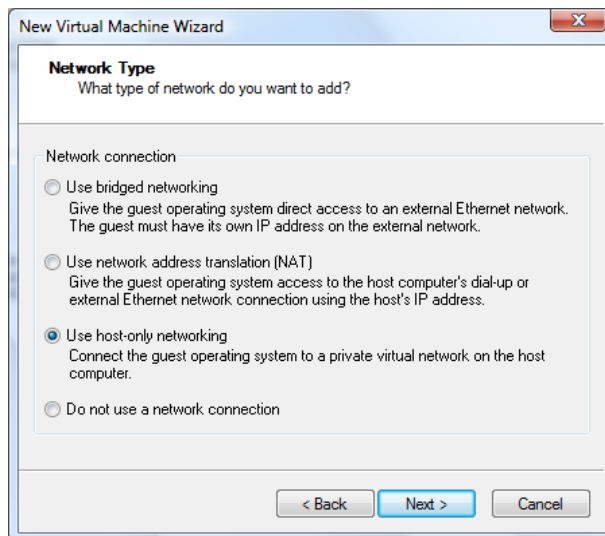 New Virtual Machine Wizard
Network Type
What type of network do you want to add?
Network connection
Use bridged networking
Give the guest operating system direct access to an external Ethernet network.
The guest must have its own IP address on the external network.
Use network address translation (NAT)
Give the guest operating system access to the host computer's dial-up or
external Ethernet network connection using the host's IP address.
Use host-only networking
Connect the guest operating system to a private virtual network on the host
computer.
Do not use a network connection
< Back
Next >
Cancel